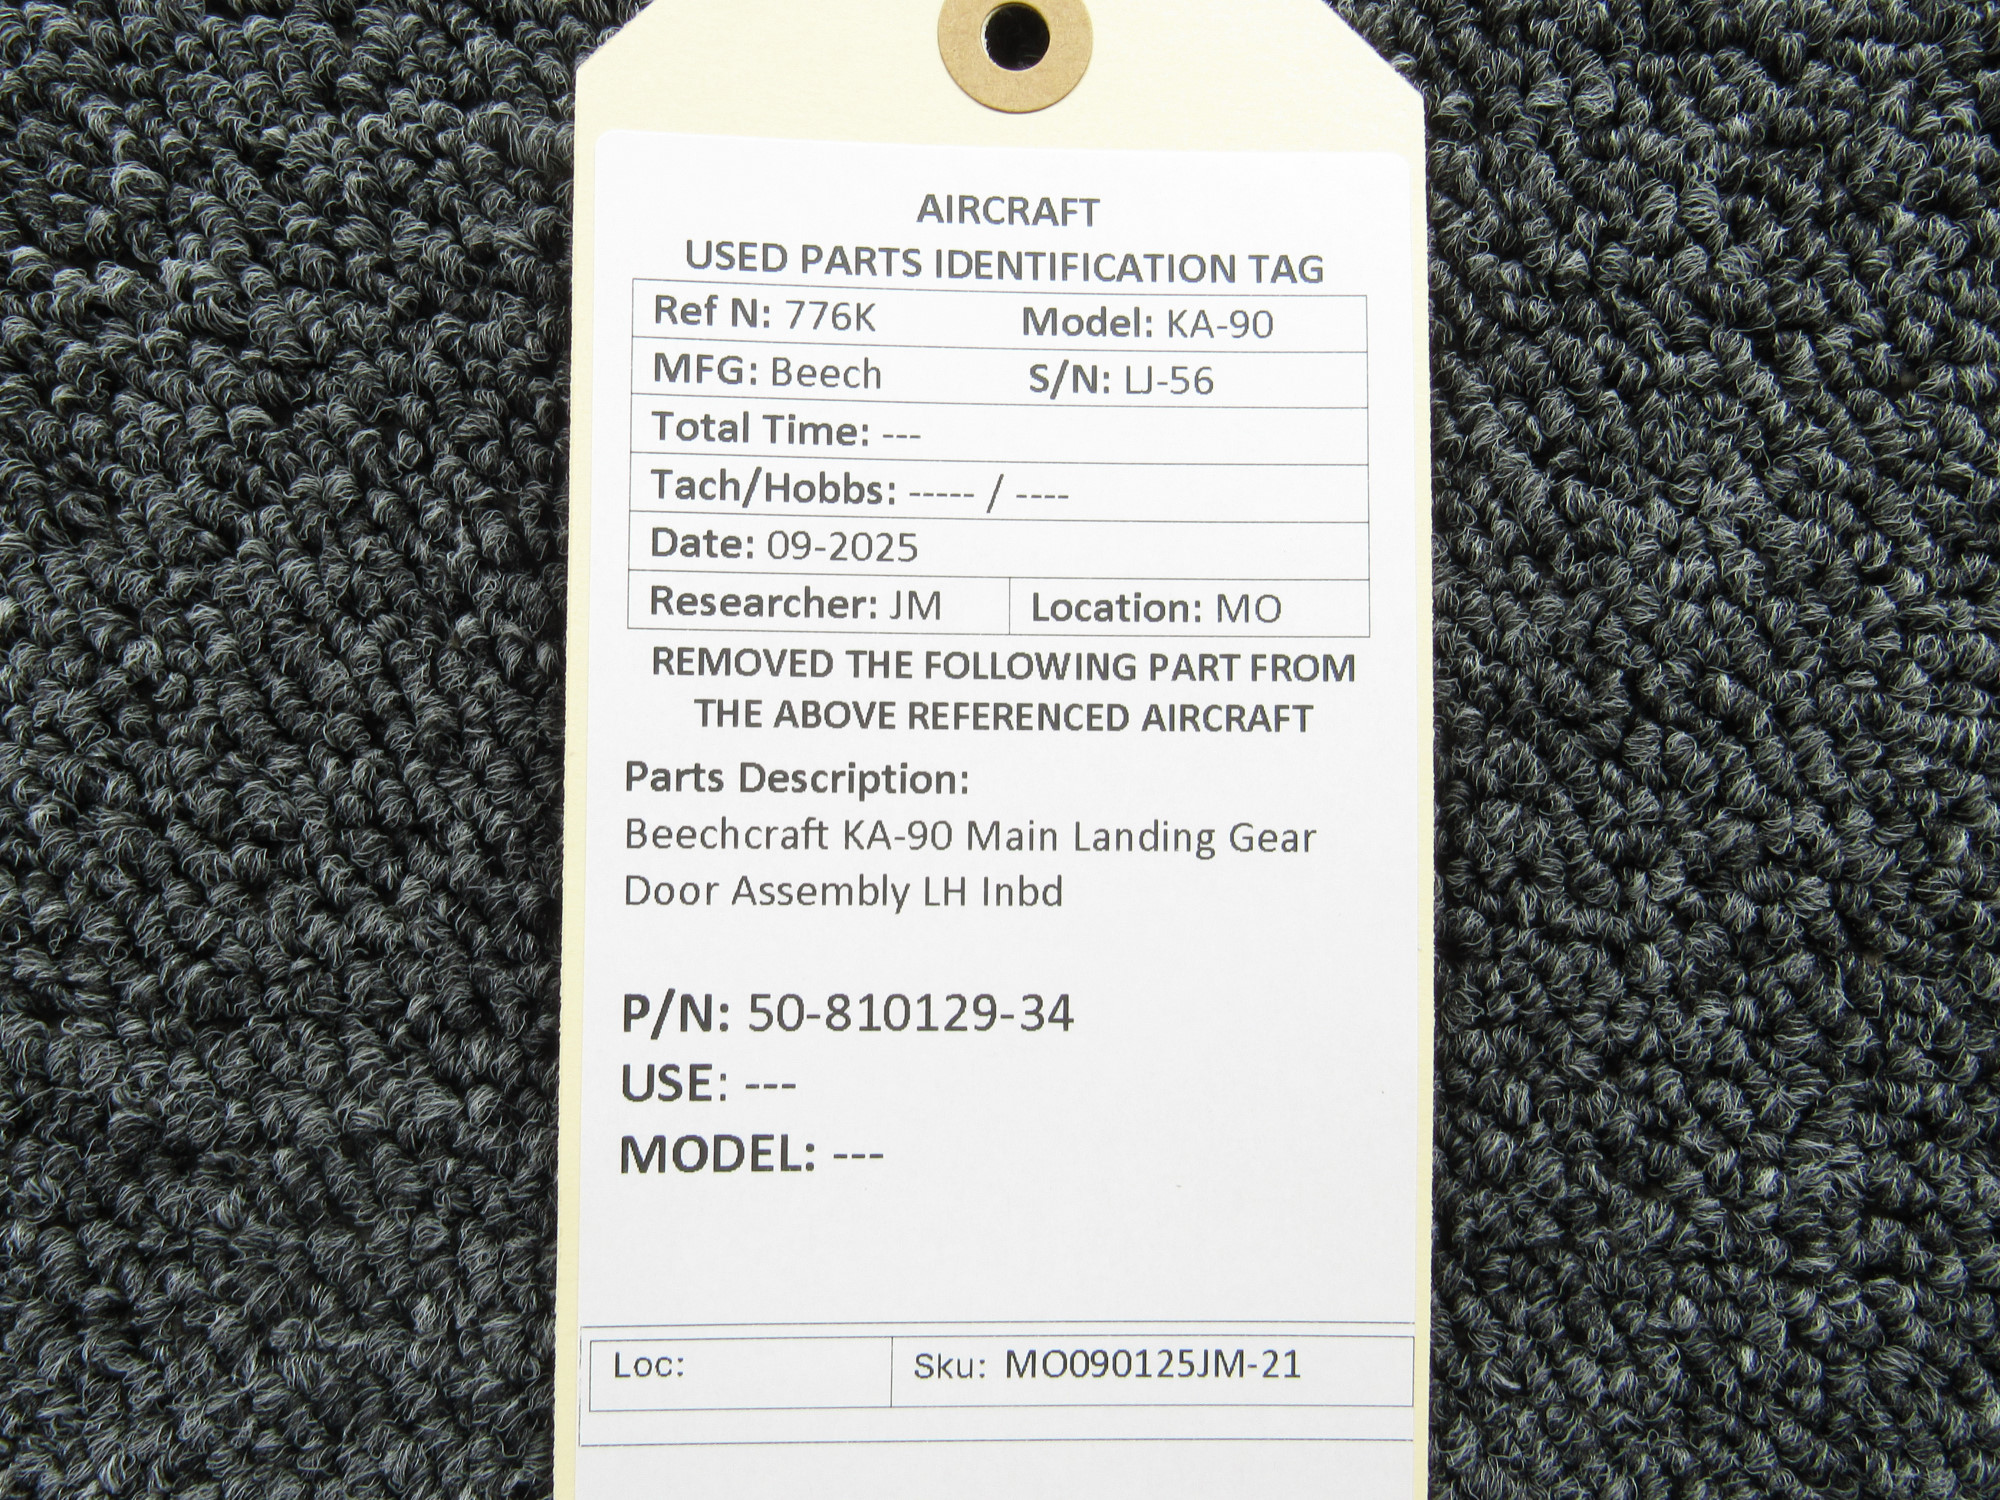 AIRCRAFT
USED PARTS IDENTIFICATION TAG
Ref N: 776K Model: KA-90
MFG: Beech S/N: LJ-56
Total Time: ---
Tach/Hobbs: ----- / ----
Date: 09-2025
Researcher: JM Location: MO
REMOVED THE FOLLOWING PART FROM
THE ABOVE REFERENCED AIRCRAFT
Parts Description:
Beechcraft KA-90 Main Landing Gear
Door Assembly LH Inbd
P/N: 50-810129-34
USE: ---
MODEL: ---
Loc: Sku: MO090125JM-21